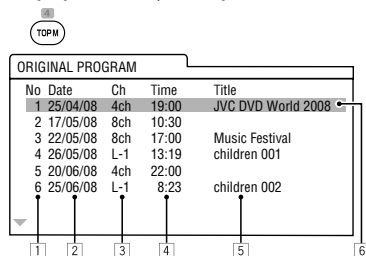 4
TOP M
ORIGINAL PROGRAM
No Date Ch Time Title
1 25/04/08 4ch 19:00 JVC DVD World 2008
2 17/05/08 8ch 10:30
3 22/05/08 8ch 17:00 Music Festival
4 26/05/08 L-1 13:19 children 001
5 20/06/08 4ch 22:00
6 25/06/08 L-1 8:23 children 002
1 2 3 4 5 6